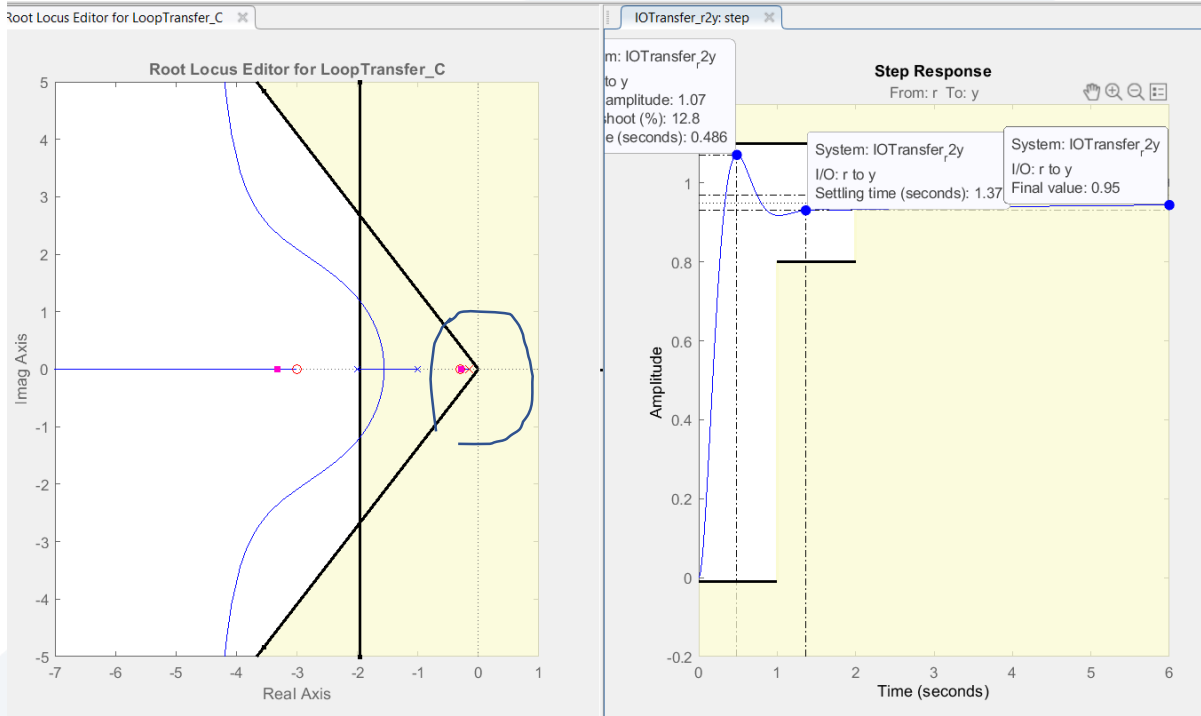 Root Locus Editor for LoopTransfer_C
IOTransfer_r2y: step
Root Locus Editor for LoopTransfer_C
5
4
3
2
1
0
-1
-2
-3
-4
-5
Imag Axis
-7
-6
-5
-4
-3
-2
-1
0
1
Real Axis
m: IOTransfer_r2y
to y
amplitude: 1.07
shoot (%): 12.8
e (seconds): 0.486
Step Response
From: r To: y
System: IOTransfer_r2y
I/O: r to y
Settling time (seconds): 1.37
System: IOTransfer_r2y
I/O: r to y
Final value: 0.95
1
0.8
0.6
0.4
0.2
0
-0.2
Amplitude
0
1
2
3
4
5
6
Time (seconds)